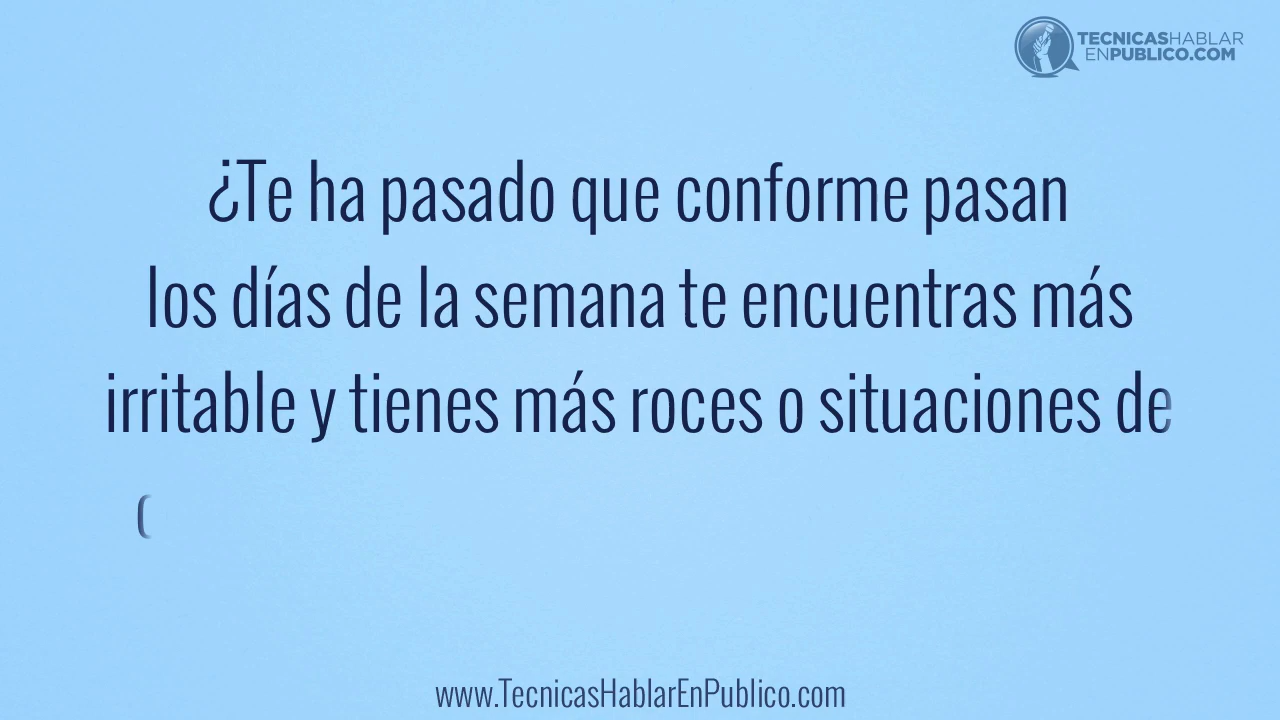 TECNICASHABLAR
ENPUBLICO.COM
¿Te ha pasado que conforme pasan
los días de la semana te encuentras más
irritable y tienes más roces o situaciones de
www.TecnicasHablarEnPublico.com